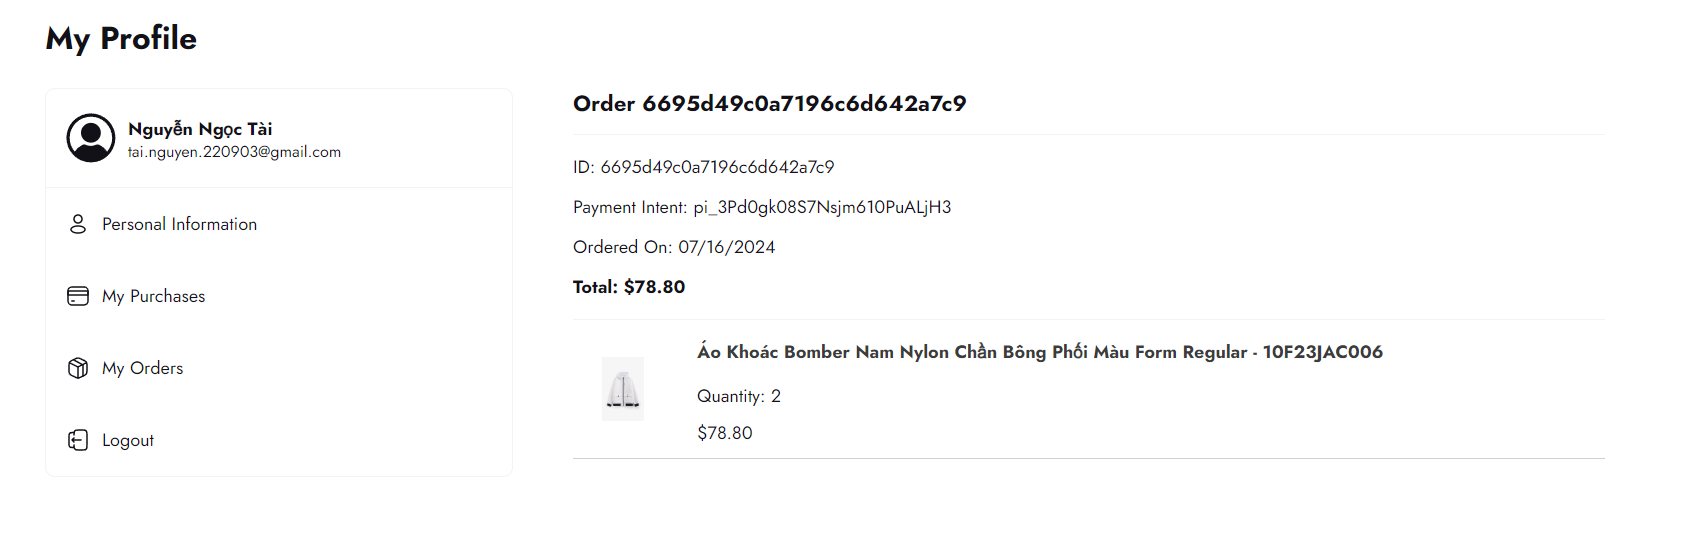 My Profile
Nguyễn Ngọc Tài
tai.nguyen.220903@gmail.com
Personal Information
My Purchases
My Orders
Logout
Order 6695d49c0a7196c6d642a7c9
ID: 6695d49c0a7196c6d642a7c9
Payment Intent: pi_3Pd0gk08S7Nsjm610PuALjH3
Ordered On: 07/16/2024
Total: $78.80
Áo Khoác Bomber Nam Nylon Chần Bông Phối Màu Form Regular - 10F23JAC006
Quantity: 2
$78.80